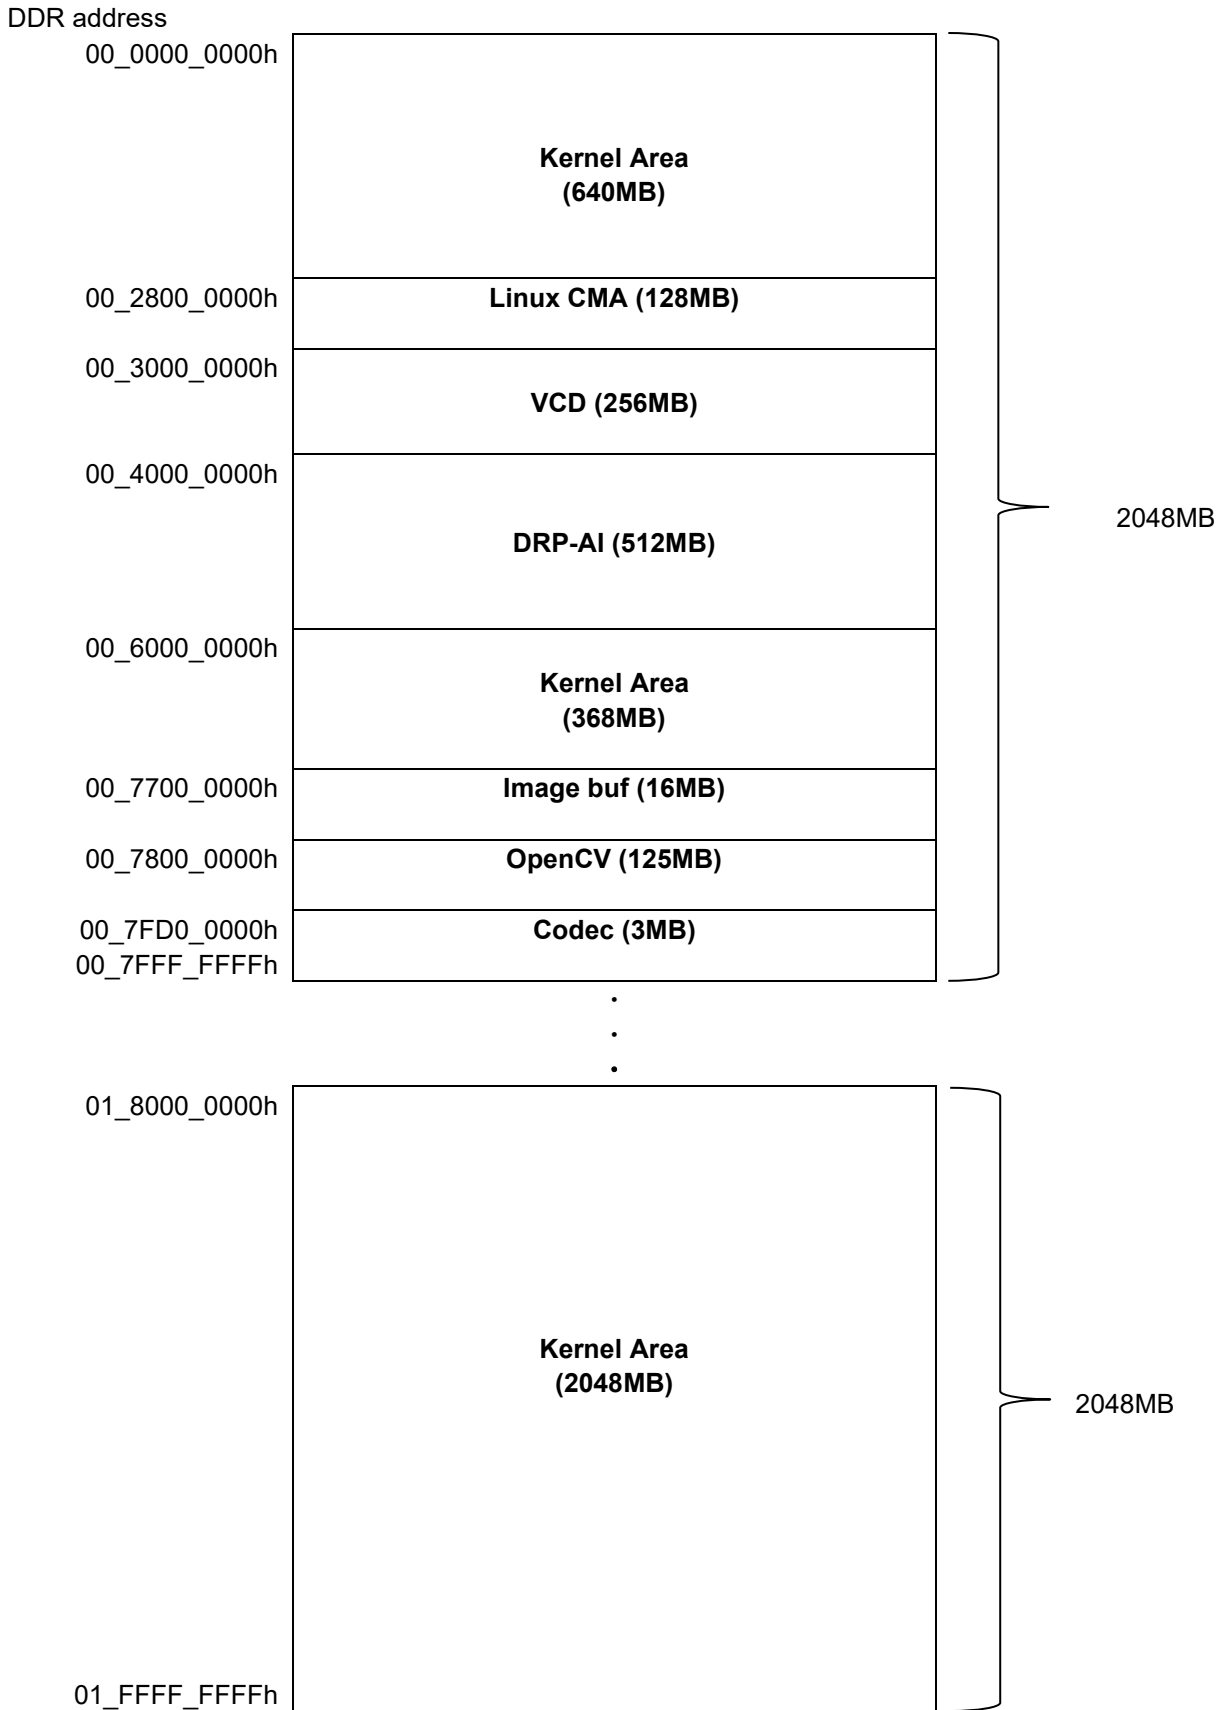 DDR address
00_0000_0000h
Kernel Area
(640MB)
00_2800_0000h
Linux CMA (128MB)
00_3000_0000h
VCD (256MB)
00_4000_0000h
2048MB
DRP-AI (512MB)
00_6000_0000h
Kernel Area
(368MB)
00_7700_0000h
Image buf (16MB)
00_7800_0000h
OpenCV (125MB)
00_7FD0_0000h
Codec (3MB)
00_7FFF_FFFFh
01_8000_0000h
Kernel Area
(2048MB)
2048MB
01_FFFF_FFFFh